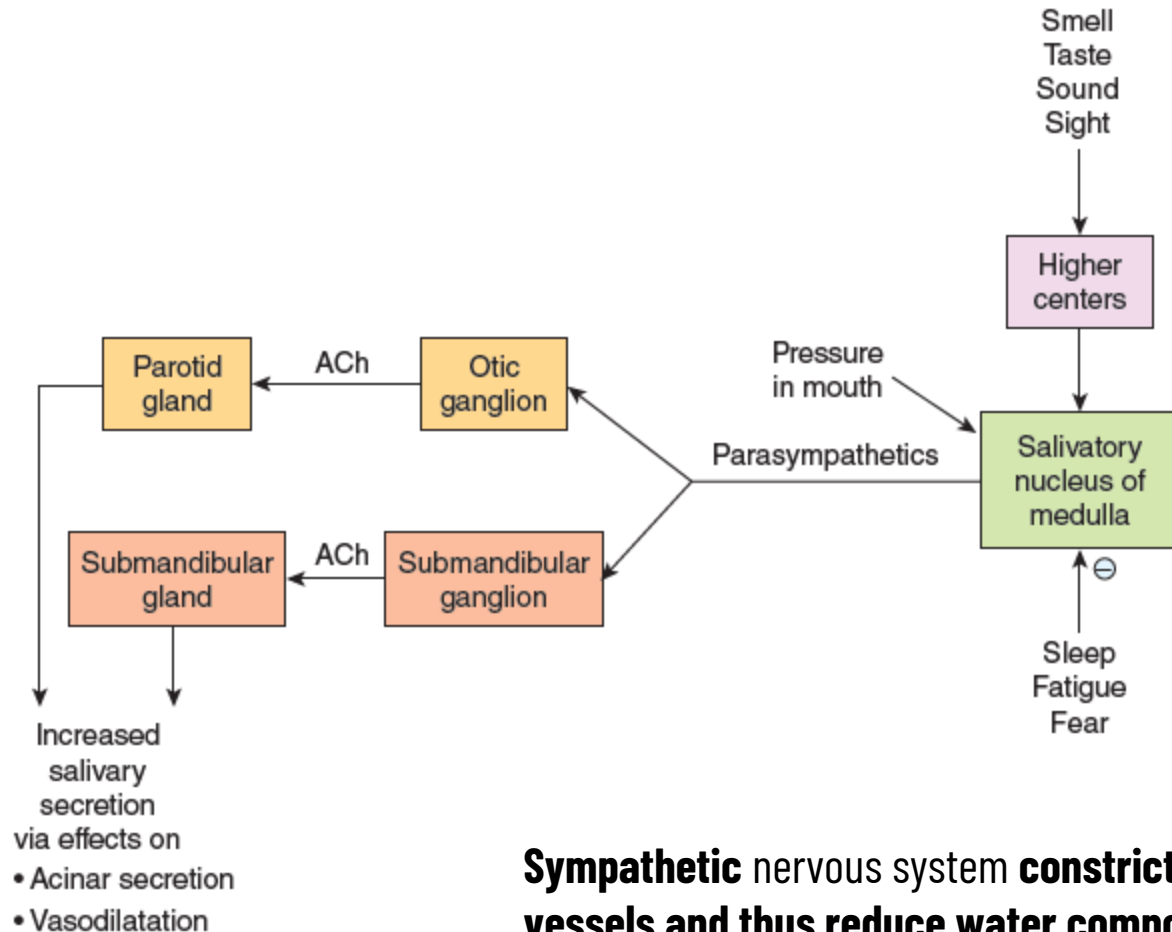 Smell
Taste
Sound
Sight
Higher
centers
Pressure
in mouth
Salivatory
nucleus of
medulla
Parasympathetics
Otic
ganglion
ACh
Parotid
gland
Submandibular
ganglion
ACh
Submandibular
gland
⊖
Sleep
Fatigue
Fear
Increased
salivary
secretion
via effects on
• Acinar secretion
• Vasodilatation
Sympathetic nervous system constrict
vessels and thus reduce water